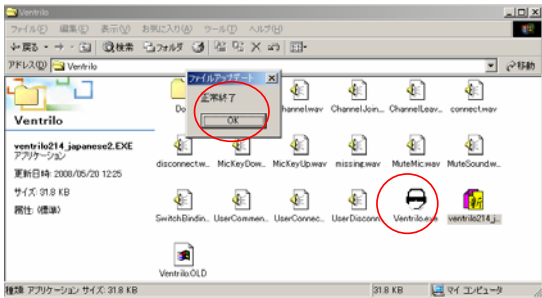 Ventrilo
ファイル(F) 編集(E) 表示(V) お気に入り(A) ツール(T) ヘルプ(H)
戻る 検索 フォルダ
アドレス(D) Ventrilo 移動
ファイルアップデート
正常終了
OK
Ventrilo
ventrilo214_japanese2.EXE
アプリケーション
更新日時: 2008/05/20 12:25
サイズ: 31.8 KB
属性: (標準)
hannel.wav ChannelJoin... ChannelLeav... connect.wav
disconnect.w... MicKeyDow... MicKeyUp.wav missing.wav MuteMic.wav MuteSound.w...
SwitchBindin... UserCommen... UserConnec... UserDisconn Ventrilo.exe ventrilo214_j...
Ventrilo.OLD
種類: アプリケーション サイズ: 31.8 KB 31.8 KB マイ コンピュータ